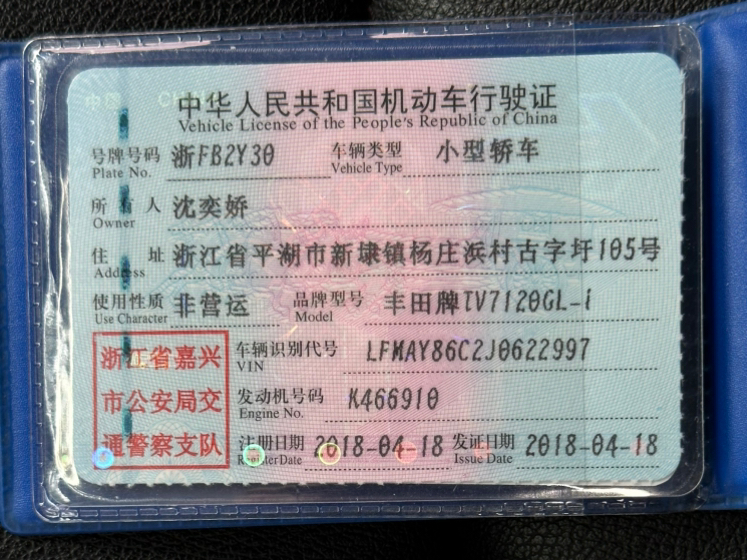 中华人民共和国机动车行驶证
Vehicle License of the People's Republic of China
号牌号码 浙FB2Y30 车辆类型 小型轿车
Plate No. Vehicle Type
所有人 沈奕娇
Owner
住址 浙江省平湖市新埭镇杨庄浜村古字圩105号
Address
使用性质 非营运 品牌型号 丰田牌TV7120GL-i
Use Character Model
浙江省嘉兴
市公安局交
通警察支队
车辆识别代号 LFMAY86C2J0622997
VIN
发动机号码 K466910
Engine No.
注册日期 2018-04-18 发证日期 2018-04-18
Register Date Issue Date